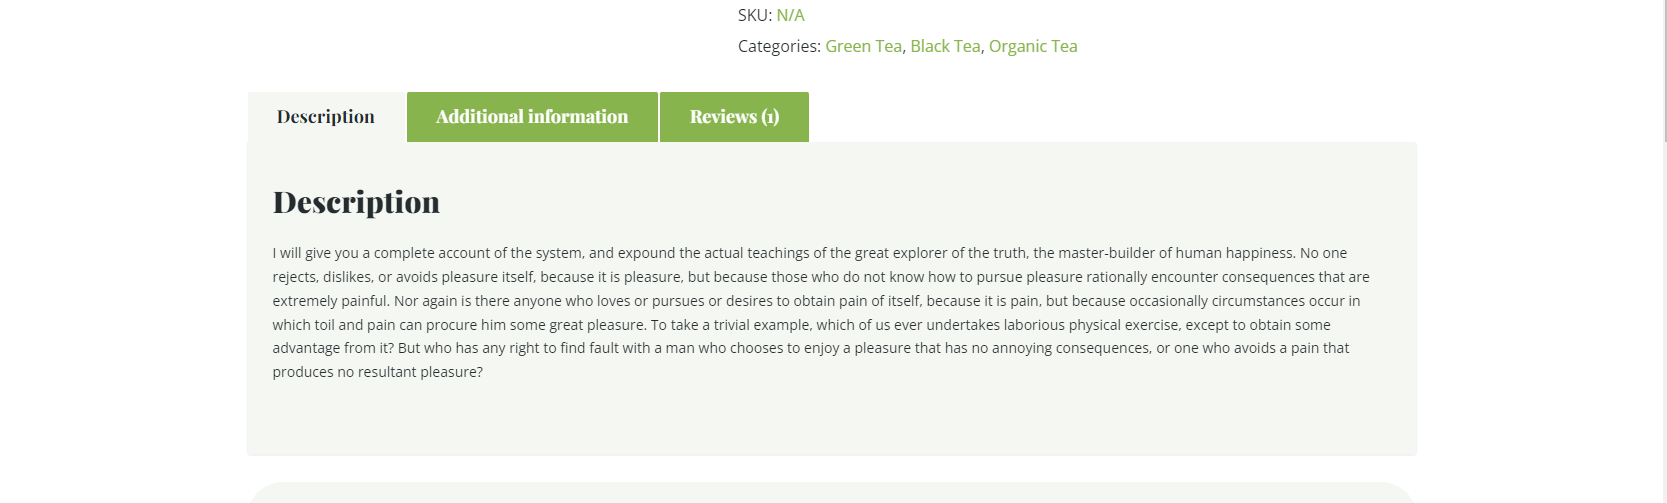 SKU: N/A
Categories: Green Tea, Black Tea, Organic Tea
Description
Additional information
Reviews (1)
Description
I will give you a complete account of the system, and expound the actual teachings of the great explorer of the truth, the master-builder of human happiness. No one
rejects, dislikes, or avoids pleasure itself, because it is pleasure, but because those who do not know how to pursue pleasure rationally encounter consequences that are
extremely painful. Nor again is there anyone who loves or pursues or desires to obtain pain of itself, because it is pain, but because occasionally circumstances occur in
which toil and pain can procure him some great pleasure. To take a trivial example, which of us ever undertakes laborious physical exercise, except to obtain some
advantage from it? But who has any right to find fault with a man who chooses to enjoy a pleasure that has no annoying consequences, or one who avoids a pain that
produces no resultant pleasure?